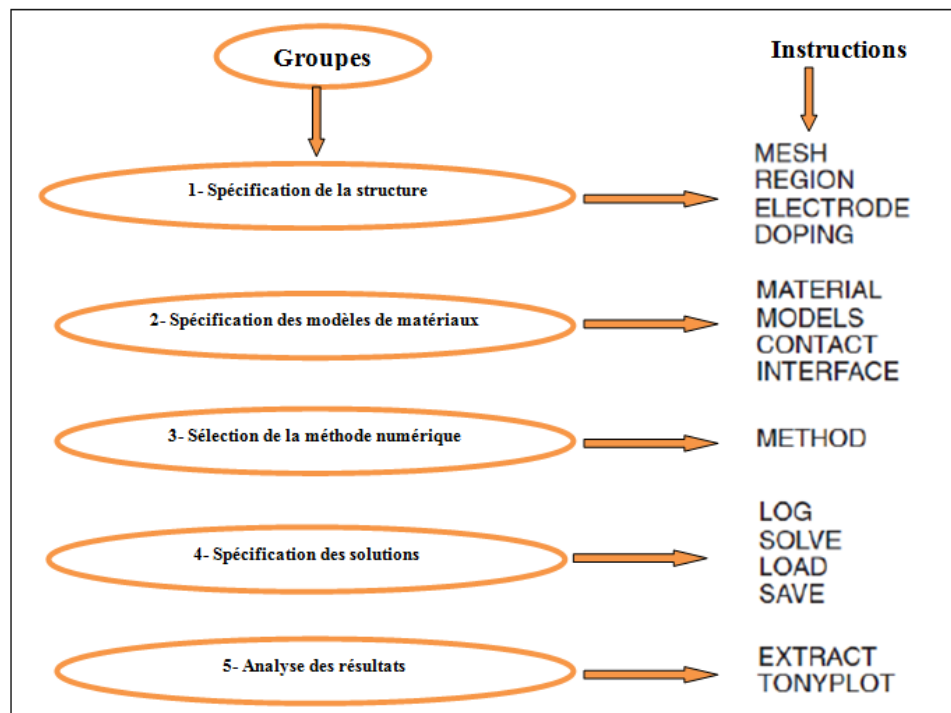 Groupes
Instructions
1- Spécification de la structure
MESH
REGION
ELECTRODE
DOPING
2- Spécification des modèles de matériaux
MATERIAL
MODELS
CONTACT
INTERFACE
3- Sélection de la méthode numérique
METHOD
4- Spécification des solutions
LOG
SOLVE
LOAD
SAVE
5- Analyse des résultats
EXTRACT
TONYPLOT